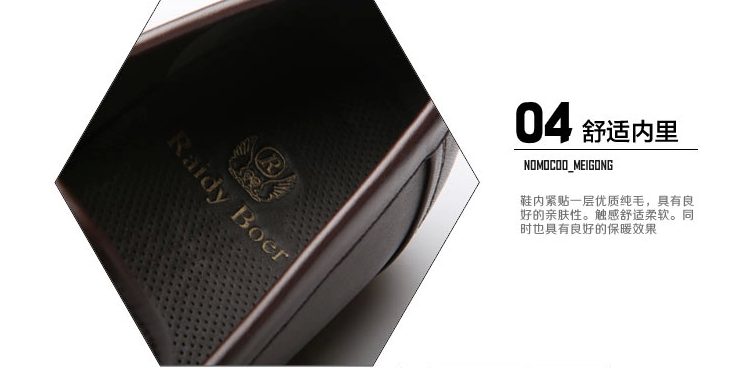 R
Raidy Boer
04 舒适内里
NOMOCOO_MEIGONG
鞋内紧贴一层优质纯毛，具有良
好的亲肤性。触感舒适柔软。同
时也具有良好的保暖效果